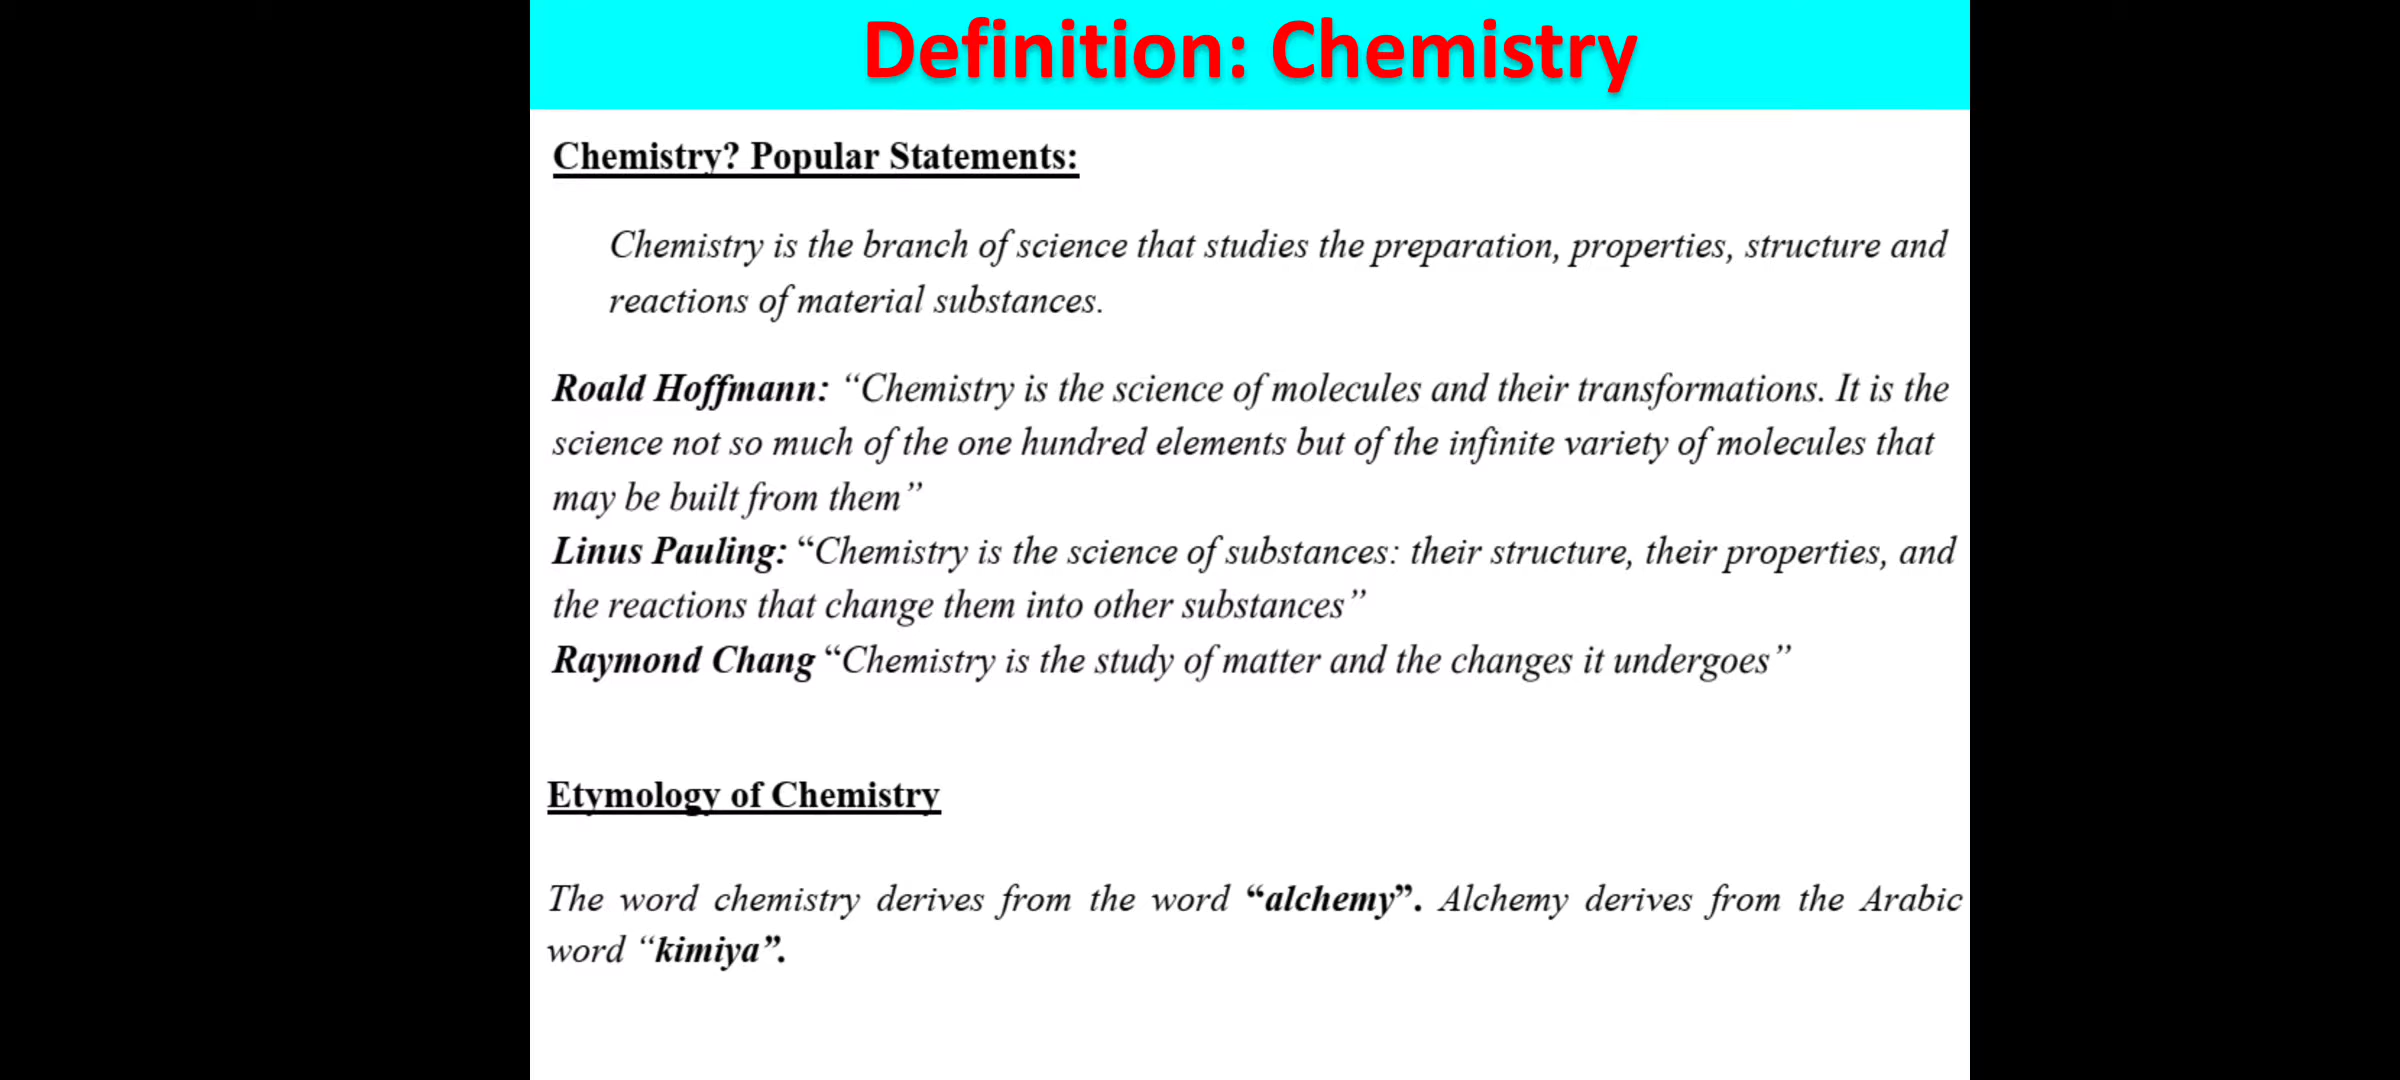 Definition: Chemistry
Chemistry? Popular Statements:
Chemistry is the branch of science that studies the preparation, properties, structure and
reactions of material substances.
Roald Hoffmann: “Chemistry is the science of molecules and their transformations. It is the
science not so much of the one hundred elements but of the infinite variety of molecules that
may be built from them”
Linus Pauling: “Chemistry is the science of substances: their structure, their properties, and
the reactions that change them into other substances”
Raymond Chang “Chemistry is the study of matter and the changes it undergoes”
Etymology of Chemistry
The word chemistry derives from the word “alchemy”. Alchemy derives from the Arabic
word “kimiya”.